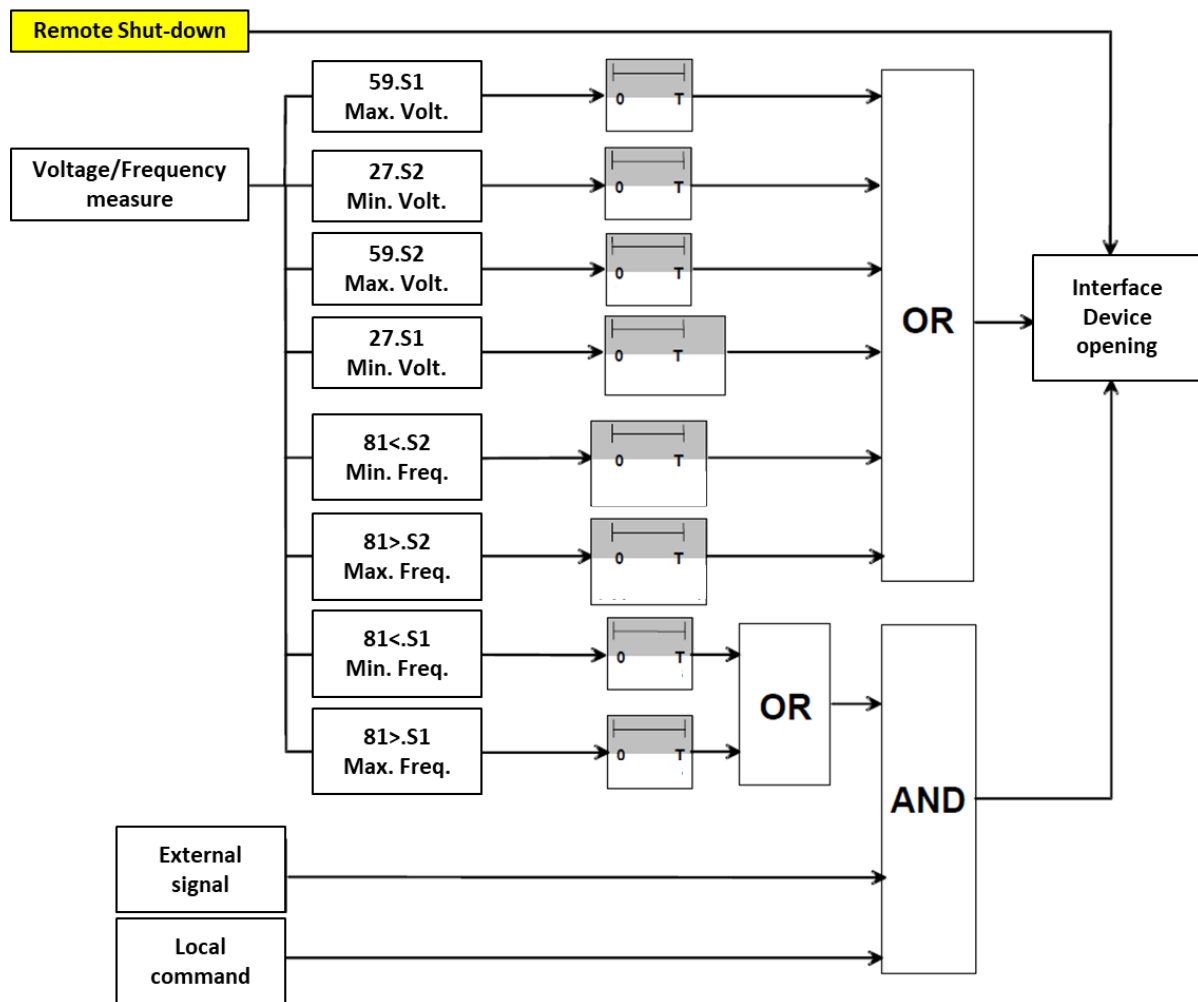 Remote Shut-down
59.S1
Max. Volt.
0 T
Voltage/Frequency
measure
27.S2
Min. Volt.
0 T
59.S2
Max. Volt.
0 T
27.S1
Min. Volt.
0 T
OR
Interface
Device
opening
81<.S2
Min. Freq.
0 T
81>.S2
Max. Freq.
0 T
81<.S1
Min. Freq.
0 T
81>.S1
Max. Freq.
0 T
OR
AND
External
signal
Local
command